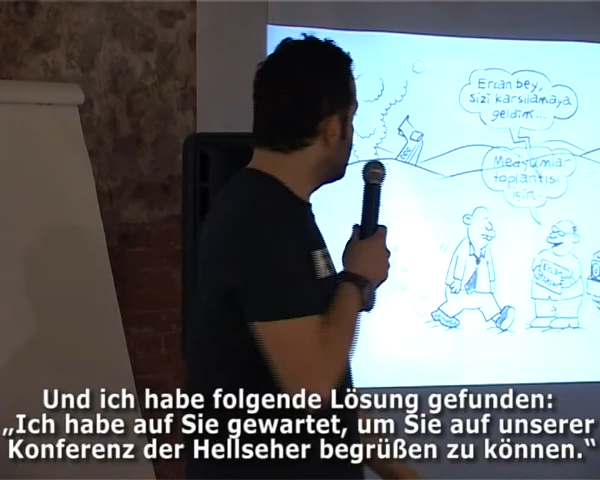 Ercan bey,
sizi karşılamaya
geldim...
Medyumlar
toplantısı
için...
Und ich habe folgende Lösung gefunden:
„Ich habe auf Sie gewartet, um Sie auf unserer
Konferenz der Hellseher begrüßen zu können.“